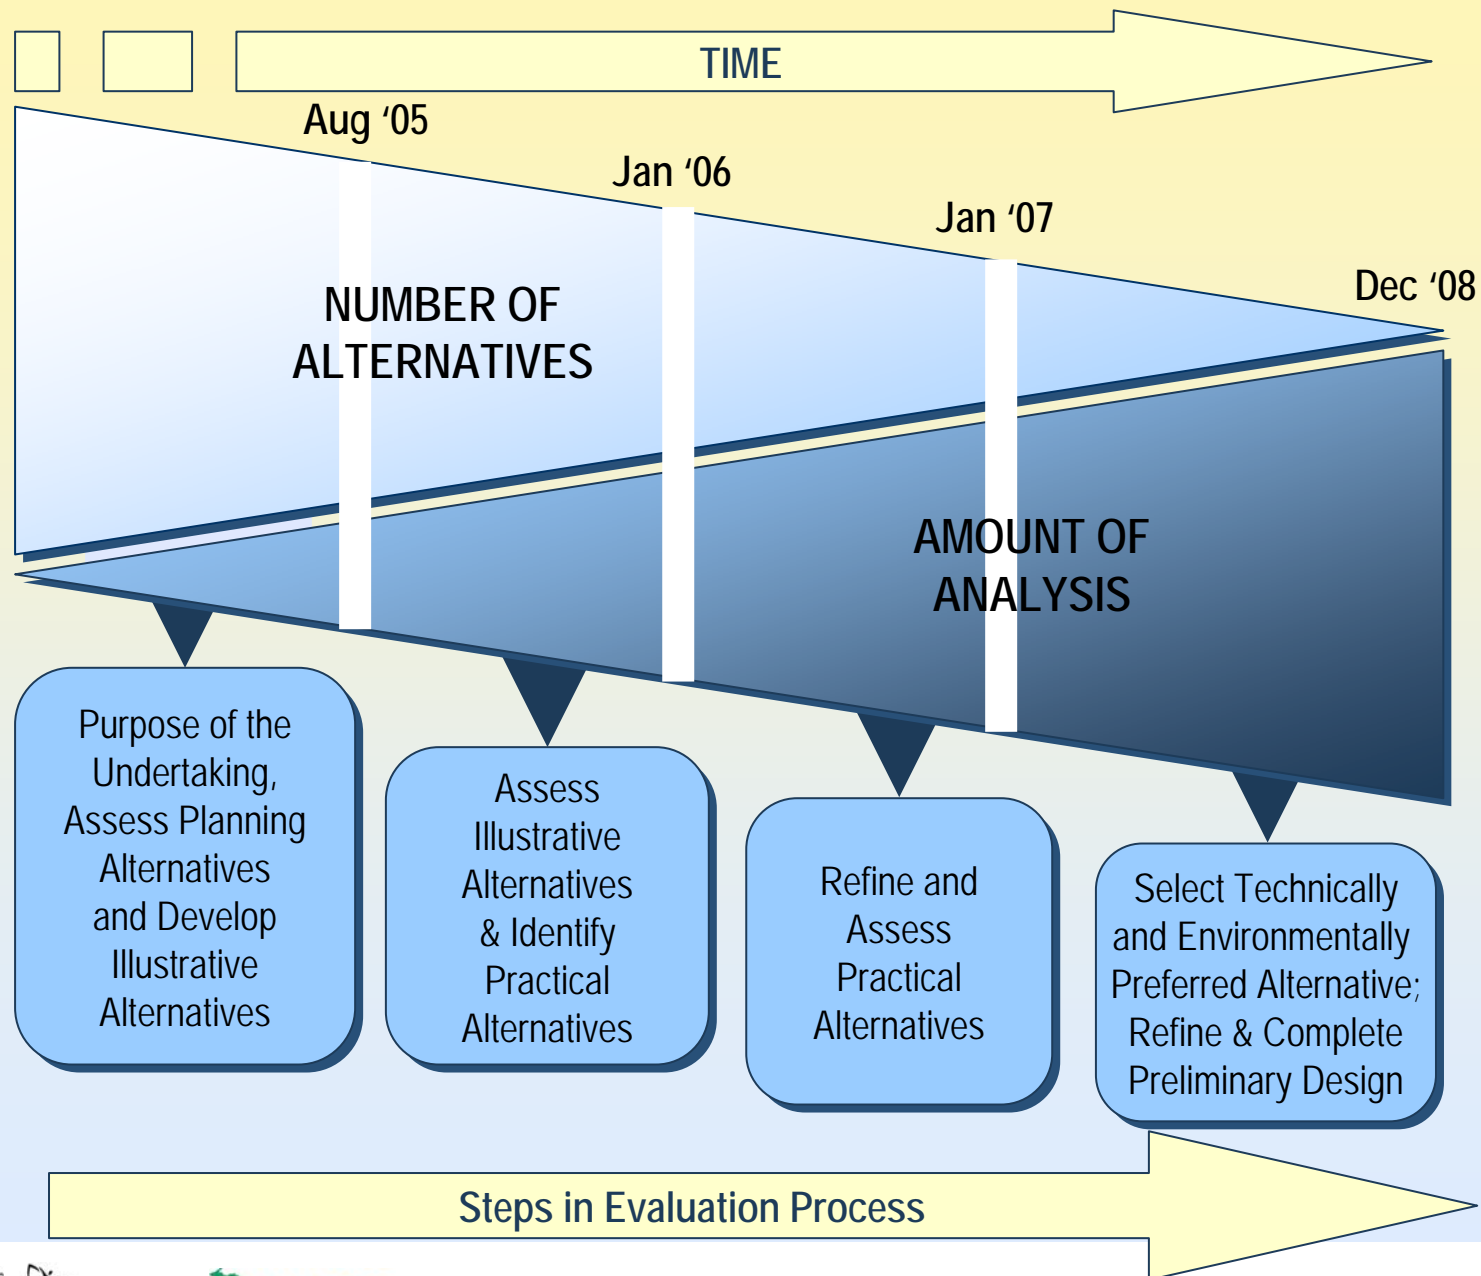 TIME
Aug ‘05
Jan ‘06
Jan ‘07
Dec ‘08
NUMBER OF
ALTERNATIVES
AMOUNT OF
ANALYSIS
Purpose of the
Undertaking,
Assess Planning
Alternatives
and Develop
Illustrative
Alternatives
Assess
Illustrative
Alternatives
& Identify
Practical
Alternatives
Refine and
Assess
Practical
Alternatives
Select Technically
and Environmentally
Preferred Alternative;
Refine & Complete
Preliminary Design
Steps in Evaluation Process